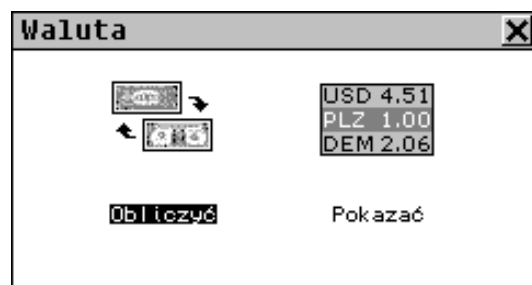 Waluta
USD 4.51
PLZ 1.00
DEM 2.06
Obliczyć
Pokazać